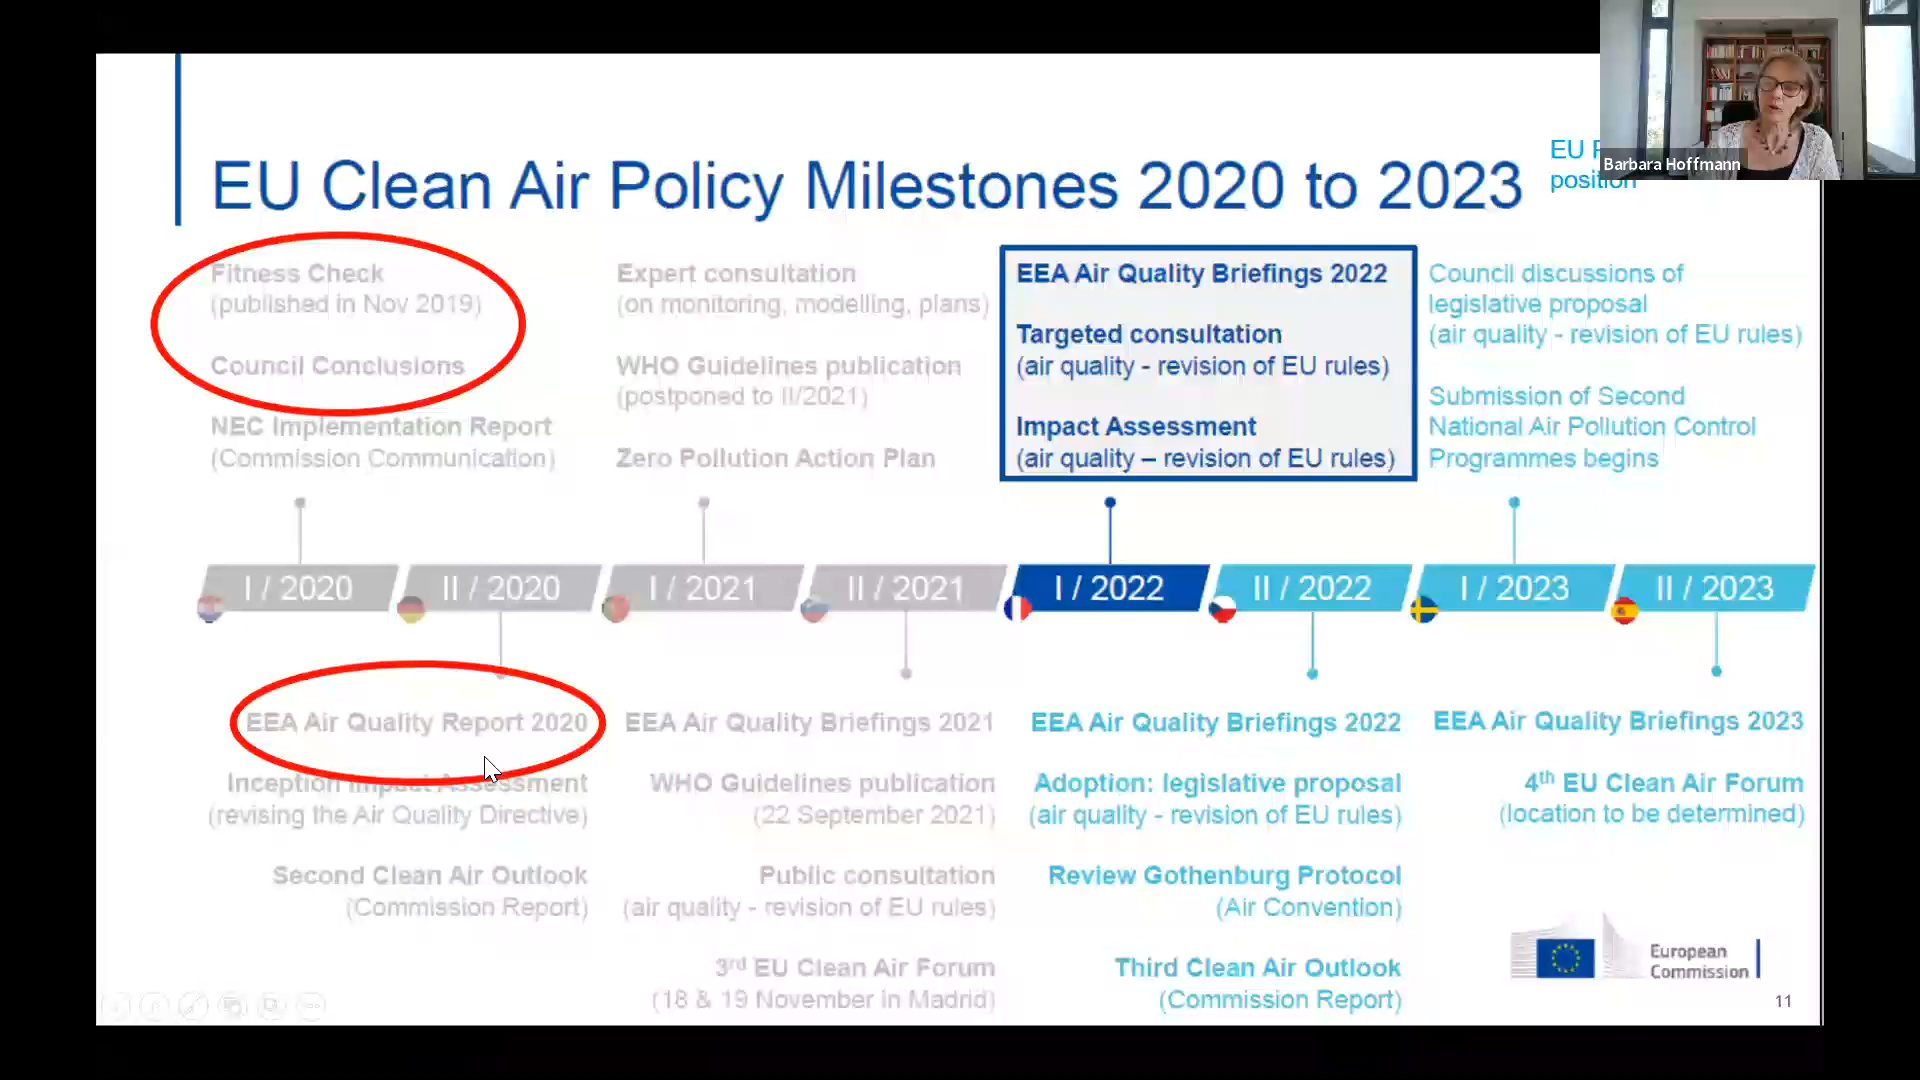 EU Clean Air Policy Milestones 2020 to 2023
EU
position
Barbara Hoffmann
Fitness Check
(published in Nov 2019)
Council Conclusions
NEC Implementation Report
(Commission Communication)
Expert consultation
(on monitoring, modelling, plans)
WHO Guidelines publication
(postponed to II/2021)
Zero Pollution Action Plan
EEA Air Quality Briefings 2022
Targeted consultation
(air quality - revision of EU rules)
Impact Assessment
(air quality – revision of EU rules)
Council discussions of
legislative proposal
(air quality - revision of EU rules)
Submission of Second
National Air Pollution Control
Programmes begins
I / 2020
II / 2020
I / 2021
II / 2021
I / 2022
II / 2022
I / 2023
II / 2023
EEA Air Quality Report 2020
Inception Impact Assessment
(revising the Air Quality Directive)
Second Clean Air Outlook
(Commission Report)
EEA Air Quality Briefings 2021
WHO Guidelines publication
(22 September 2021)
Public consultation
(air quality - revision of EU rules)
3rd EU Clean Air Forum
(18 & 19 November in Madrid)
EEA Air Quality Briefings 2022
Adoption: legislative proposal
(air quality - revision of EU rules)
Review Gothenburg Protocol
(Air Convention)
Third Clean Air Outlook
(Commission Report)
EEA Air Quality Briefings 2023
4th EU Clean Air Forum
(location to be determined)
European
Commission
11